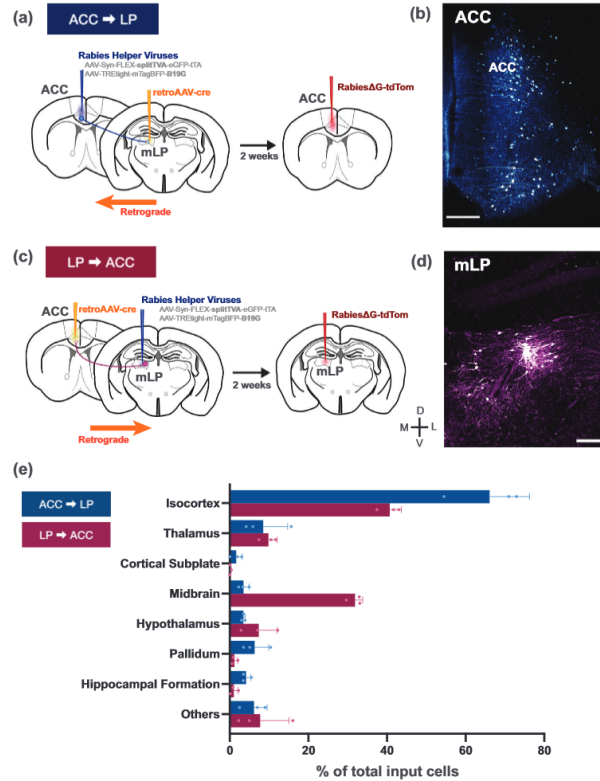 (a)
ACC ➡ LP
Rabies Helper Viruses
AAV-Syn-FLEX-splitTVA-eGFP-tTA
AAV-TREtight-mTagBFP-B19G
ACC
retroAAV-cre
mLP
Retrograde
2 weeks
RabiesΔG-tdTom
ACC
(b)
ACC
ACC
(c)
LP ➡ ACC
ACC
retroAAV-cre
Rabies Helper Viruses
AAV-Syn-FLEX-splitTVA-eGFP-tTA
AAV-TREtight-mTagBFP-B19G
mLP
Retrograde
2 weeks
RabiesΔG-tdTom
mLP
(d)
mLP
D
M L
V
(e)
ACC ➡ LP
LP ➡ ACC
Isocortex
Thalamus
Cortical Subplate
Midbrain
Hypothalamus
Pallidum
Hippocampal Formation
Others
0 20 40 60 80
% of total input cells